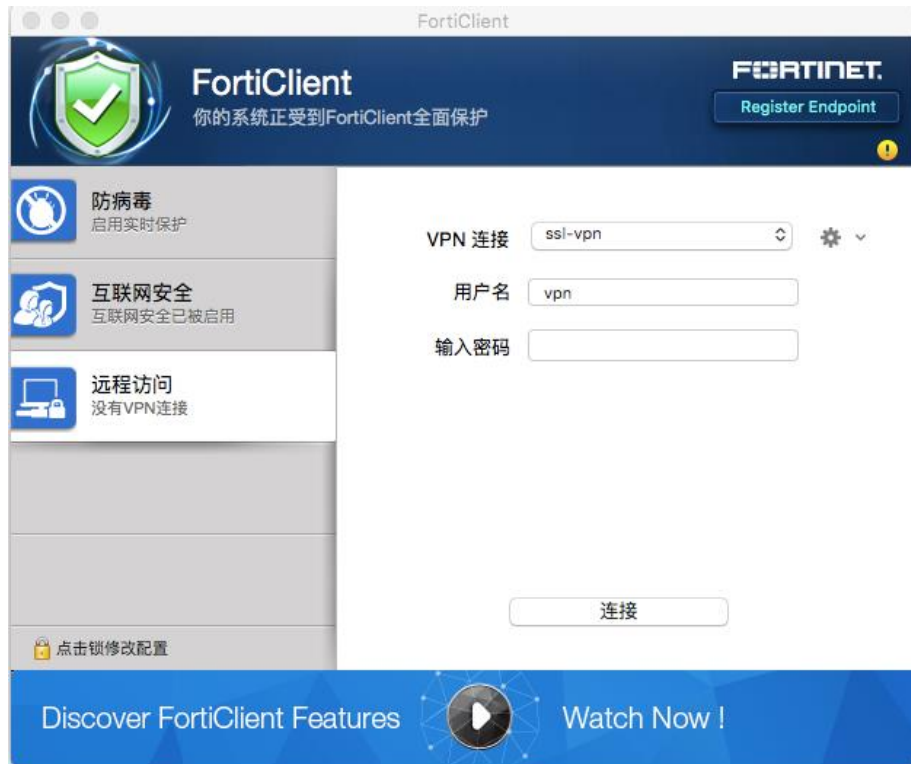 FortiClient
FortiClient
你的系统正受到FortiClient全面保护
FORTINET.
Register Endpoint
防病毒
启用实时保护
互联网安全
互联网安全已被启用
远程访问
没有VPN连接
点击锁修改配置
VPN 连接
ssl-vpn
用户名
vpn
输入密码
连接
Discover FortiClient Features
Watch Now !